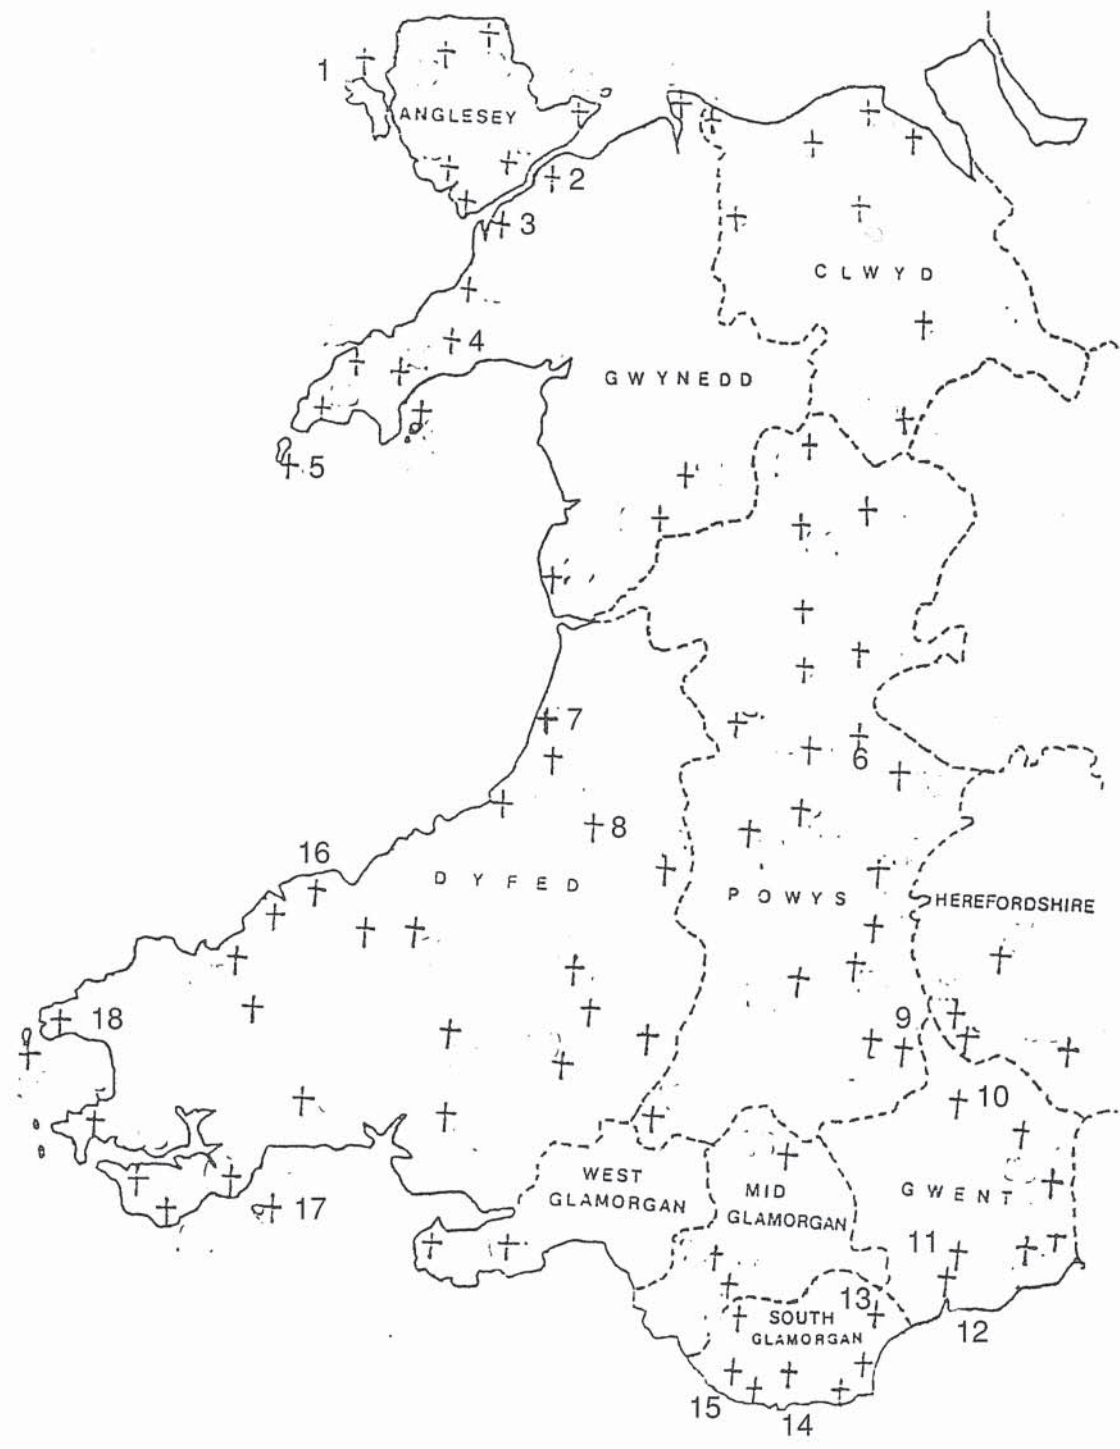 1
ANGLESEY
2
3
CLWYD
4
GWYNEDD
5
7
6
8
16
DYFED
POWYS
HEREFORDSHIRE
9
18
10
WEST
GLAMORGAN
MID
GLAMORGAN
GWENT
17
11
13
SOUTH
GLAMORGAN
12
15
14